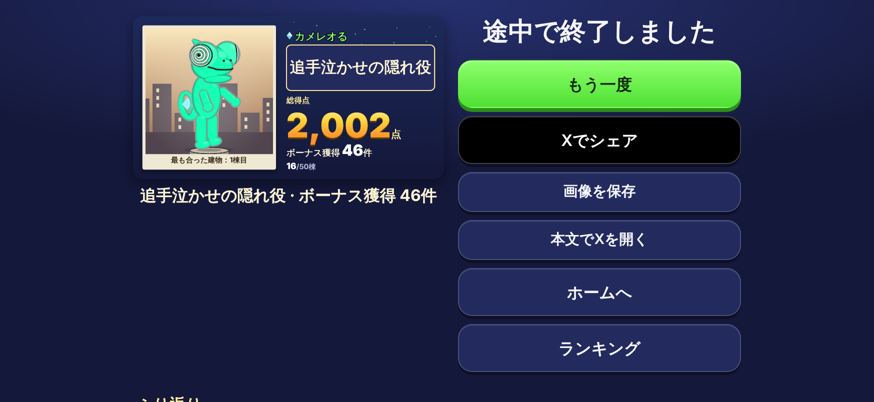 カメレオる
追手泣かせの隠れ役
総得点
2,002点
ボーナス獲得 46件
16/50棟
最も合った建物：1棟目
追手泣かせの隠れ役・ボーナス獲得 46件
途中で終了しました
もう一度
Xでシェア
画像を保存
本文でXを開く
ホームへ
ランキング